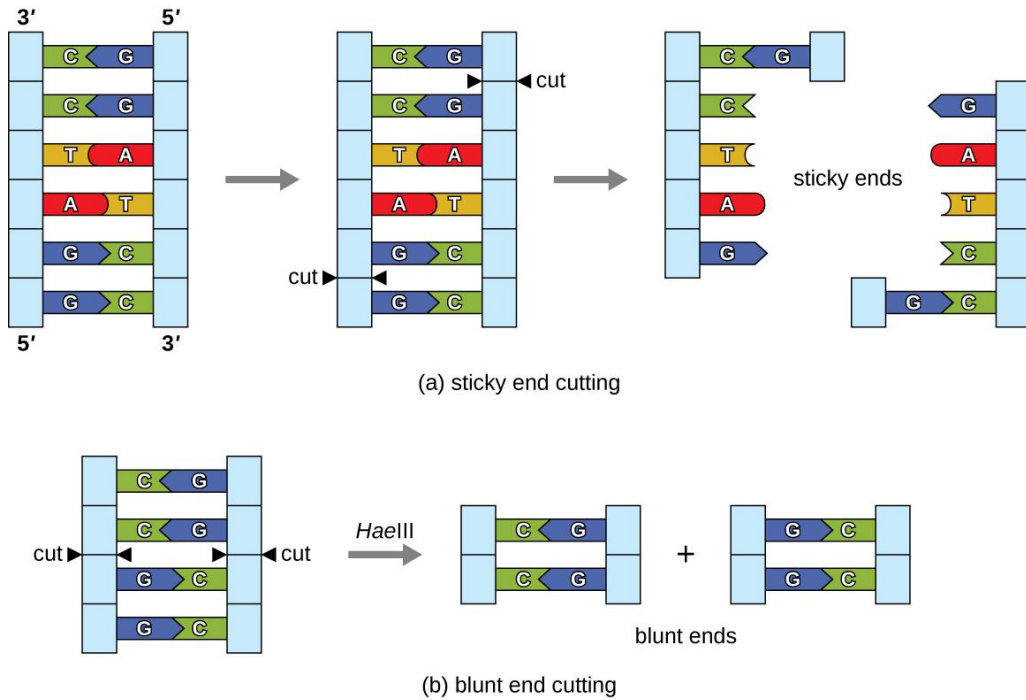 3′ 5′
C G
C G
T A
A T
G C
G C
5′ 3′
C G
cut
C G
T A
A T
G C
cut
G C
C G
C G
T A
sticky ends
A T
G C
G C
(a) sticky end cutting
C G
C G
cut cut
G C
G C
HaeIII
C G
C G
+
G C
G C
blunt ends
(b) blunt end cutting